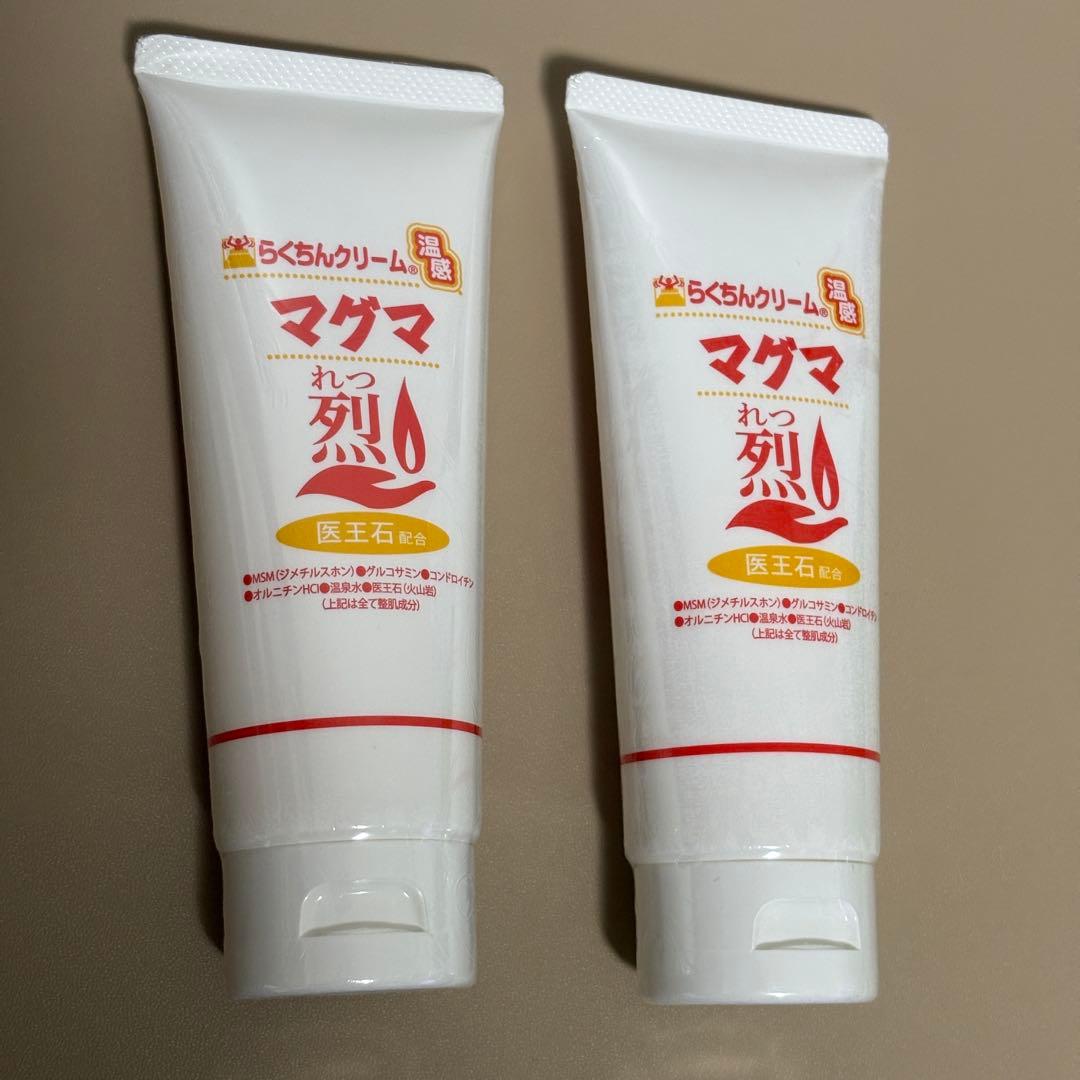 らくちんクリーム®
温感
マグマ
れつ
烈
医王石配合
●MSM(ジメチルスホン)●グルコサミン●コンドロイチン
●オルニチンHCl●温泉水●医王石(火山岩)
(上記は全て整肌成分)
らくちんクリーム®
温感
マグマ
れつ
烈
医王石配合
●MSM(ジメチルスホン)●グルコサミン●コンドロイチン
●オルニチンHCl●温泉水●医王石(火山岩)
(上記は全て整肌成分)